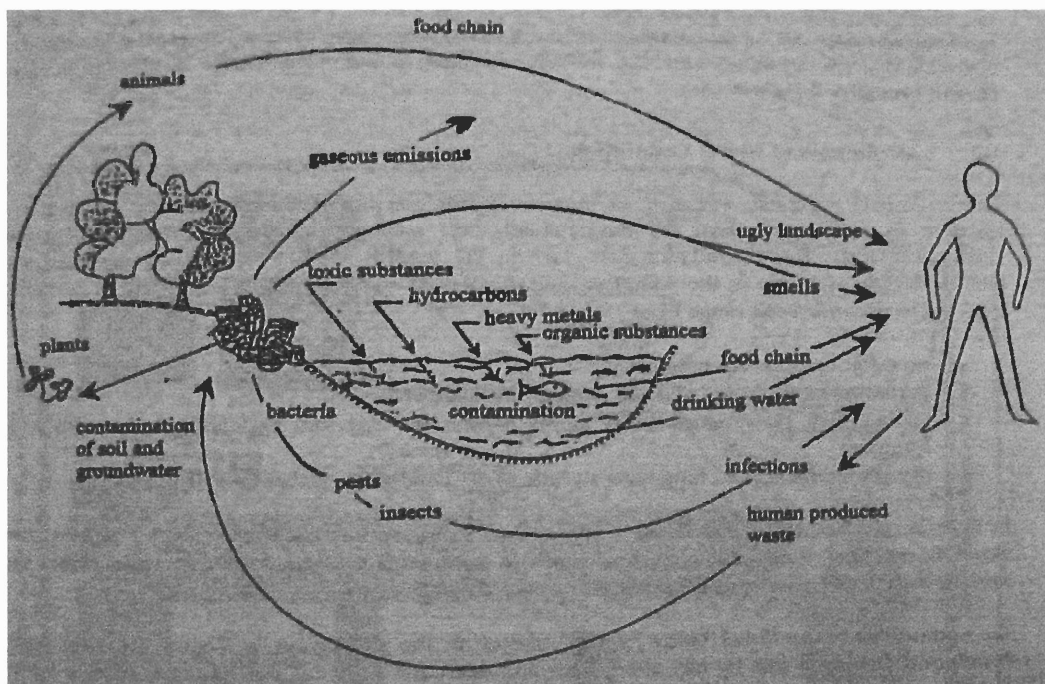 food chain
animals
gaseous emissions
ugly landscape
toxic substances
smells
hydrocarbons
heavy metals
organic substances
plants
food chain
bacteria
contamination
drinking water
contamination
of soil and
groundwater
infections
pests
insects
human produced
waste